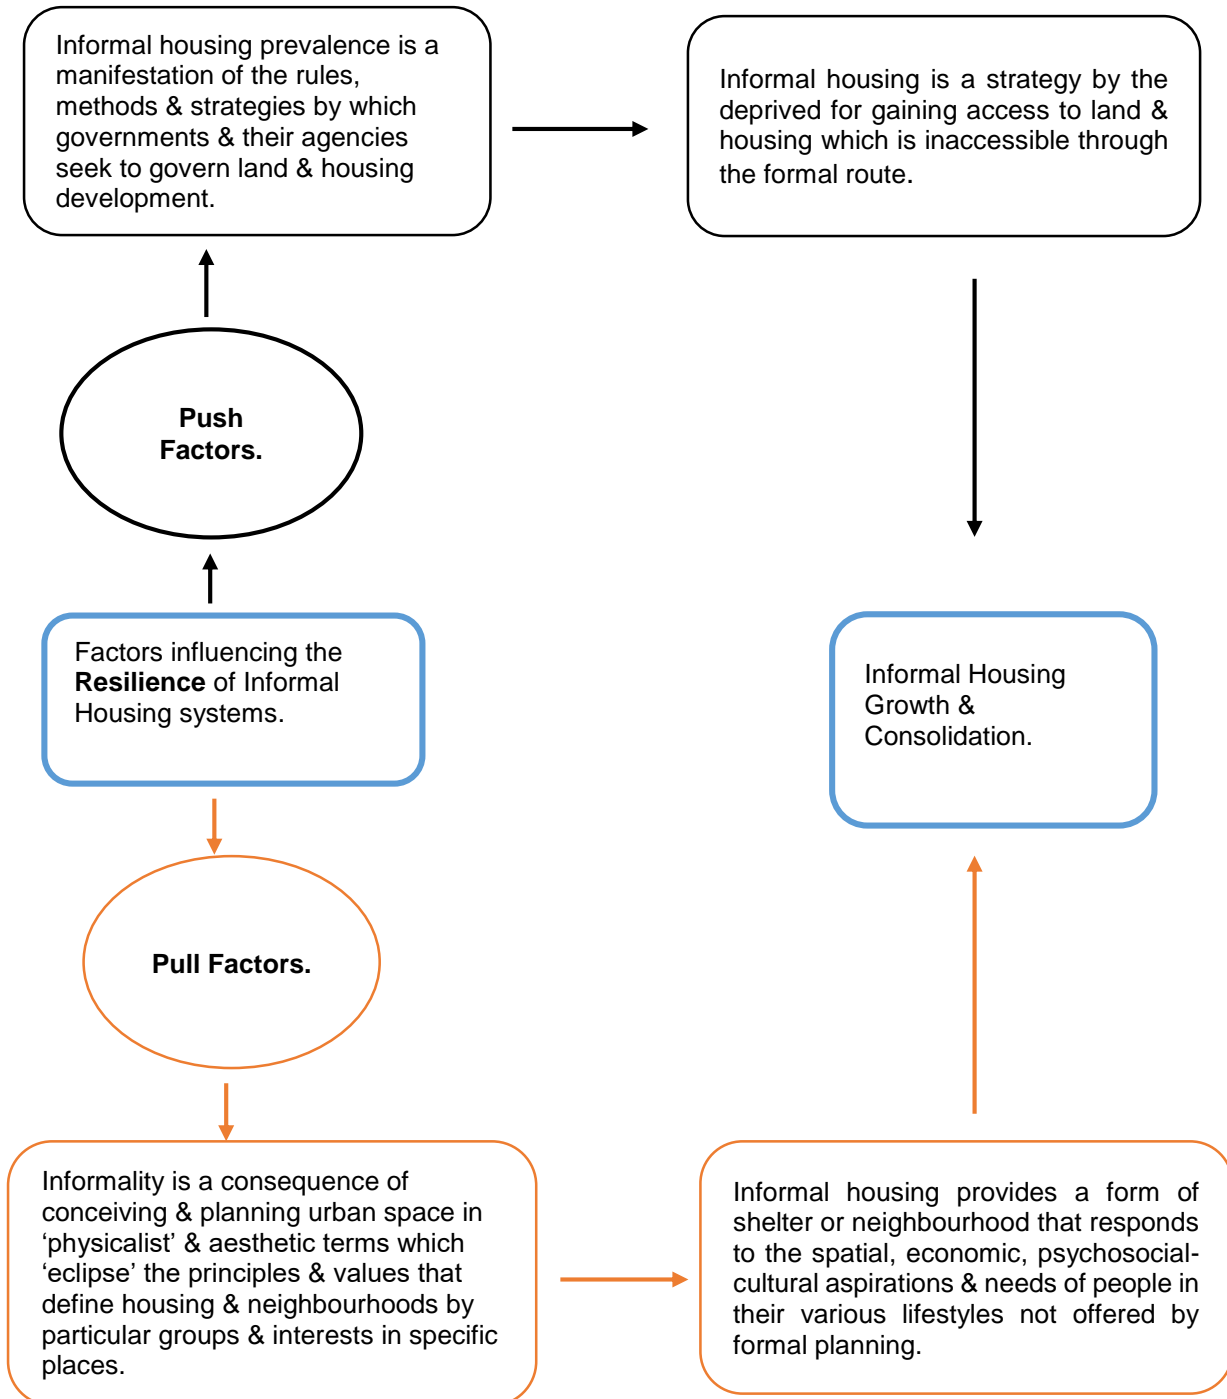 Informal housing prevalence is a
manifestation of the rules,
methods & strategies by which
governments & their agencies
seek to govern land & housing
development.
Informal housing is a strategy by the
deprived for gaining access to land &
housing which is inaccessible through
the formal route.
Push
Factors.
Factors influencing the
Resilience of Informal
Housing systems.
Informal Housing
Growth &
Consolidation.
Pull Factors.
Informality is a consequence of
conceiving & planning urban space in
‘physicalist’ & aesthetic terms which
‘eclipse’ the principles & values that
define housing & neighbourhoods by
particular groups & interests in specific
places.
Informal housing provides a form of
shelter or neighbourhood that responds
to the spatial, economic, psychosocial-
cultural aspirations & needs of people in
their various lifestyles not offered by
formal planning.